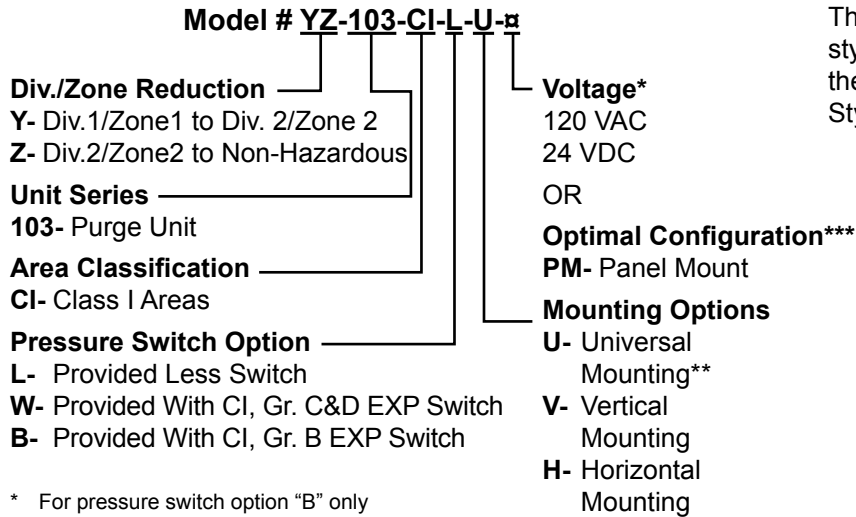 Model # YZ-103-CI-L-U-¤
Div./Zone Reduction
Y- Div.1/Zone1 to Div. 2/Zone 2
Z- Div.2/Zone2 to Non-Hazardous
Unit Series
103- Purge Unit
Area Classification
CI- Class I Areas
Pressure Switch Option
L- Provided Less Switch
W- Provided With CI, Gr. C&D EXP Switch
B- Provided With CI, Gr. B EXP Switch
* For pressure switch option “B” only
Voltage*
120 VAC
24 VDC
OR
Optimal Configuration***
PM- Panel Mount
Mounting Options
U- Universal
Mounting**
V- Vertical
Mounting
H- Horizontal
Mounting
Th
sty
the
Sty